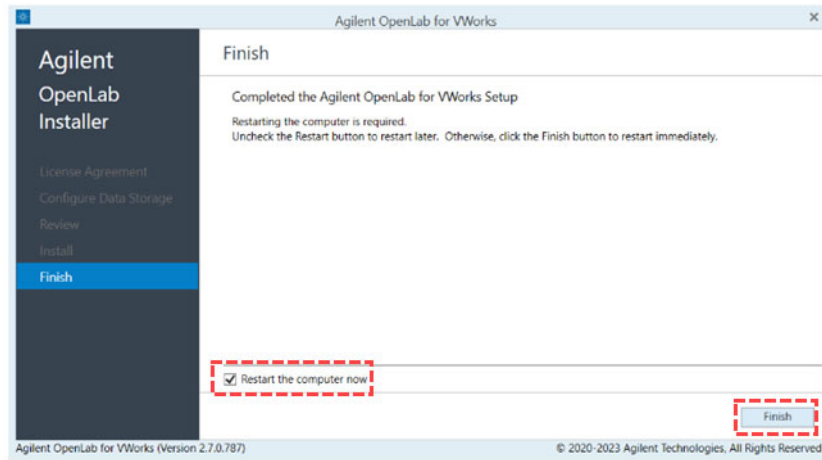 Agilent OpenLab for VWorks
Agilent
OpenLab
Installer
License Agreement
Configure Data Storage
Review
Install
Finish
Finish
Completed the Agilent OpenLab for VWorks Setup
Restarting the computer is required.
Uncheck the Restart button to restart later. Otherwise, click the Finish button to restart immediately.
Restart the computer now
Finish
Agilent OpenLab for VWorks (Version 2.7.0.787)
© 2020-2023 Agilent Technologies, All Rights Reserved